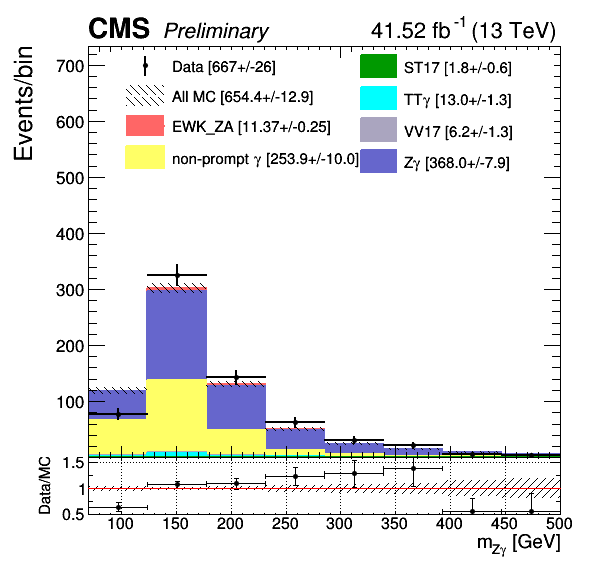 CMS Preliminary 41.52 fb⁻¹ (13 TeV)
Events/bin
700
600
500
400
300
200
100
Data [667+/-26]
All MC [654.4+/-12.9]
EWK_ZA [11.37+/-0.25]
non-prompt γ [253.9+/-10.0]
ST17 [1.8+/-0.6]
TTγ [13.0+/-1.3]
VV17 [6.2+/-1.3]
Zγ [368.0+/-7.9]
Data/MC
1.5
1
0.5
100 150 200 250 300 350 400 450 500
m_Zγ [GeV]